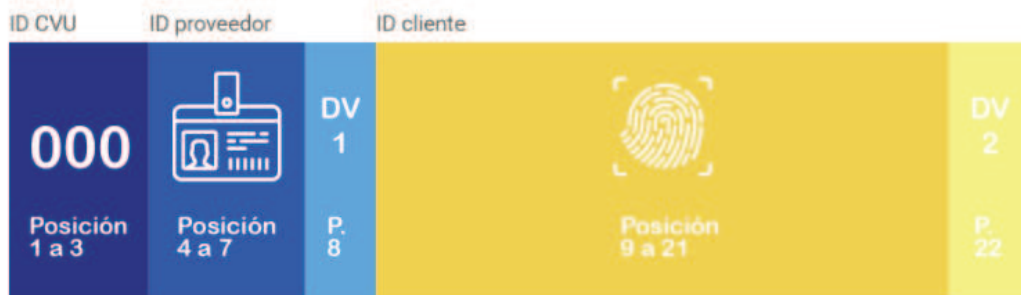 ID CVU
ID proveedor
ID cliente
000
Posición
1 a 3
Posición
4 a 7
DV
1
P.
8
Posición
9 a 21
DV
2
P.
22